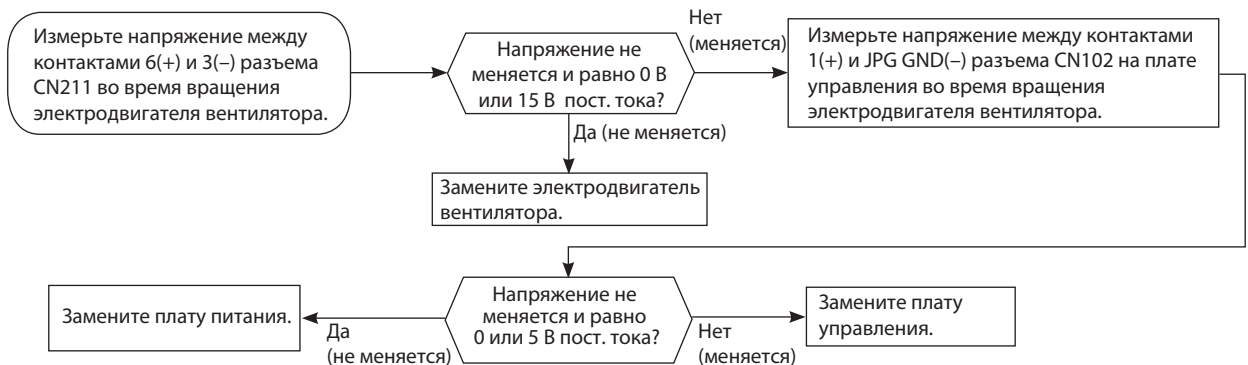 Измерьте напряжение между
контактами 6(+) и 3(–) разъема
CN211 во время вращения
электродвигателя вентилятора.
Напряжение не
меняется и равно 0 В
или 15 В пост. тока?
Нет
(меняется)
Измерьте напряжение между контактами
1(+) и JPG GND(–) разъема CN102 на плате
управления во время вращения
электродвигателя вентилятора.
Да (не меняется)
Замените электродвигатель
вентилятора.
Напряжение не
меняется и равно
0 или 5 В пост. тока?
Да
(не меняется)
Замените плату питания.
Нет
(меняется)
Замените плату
управления.